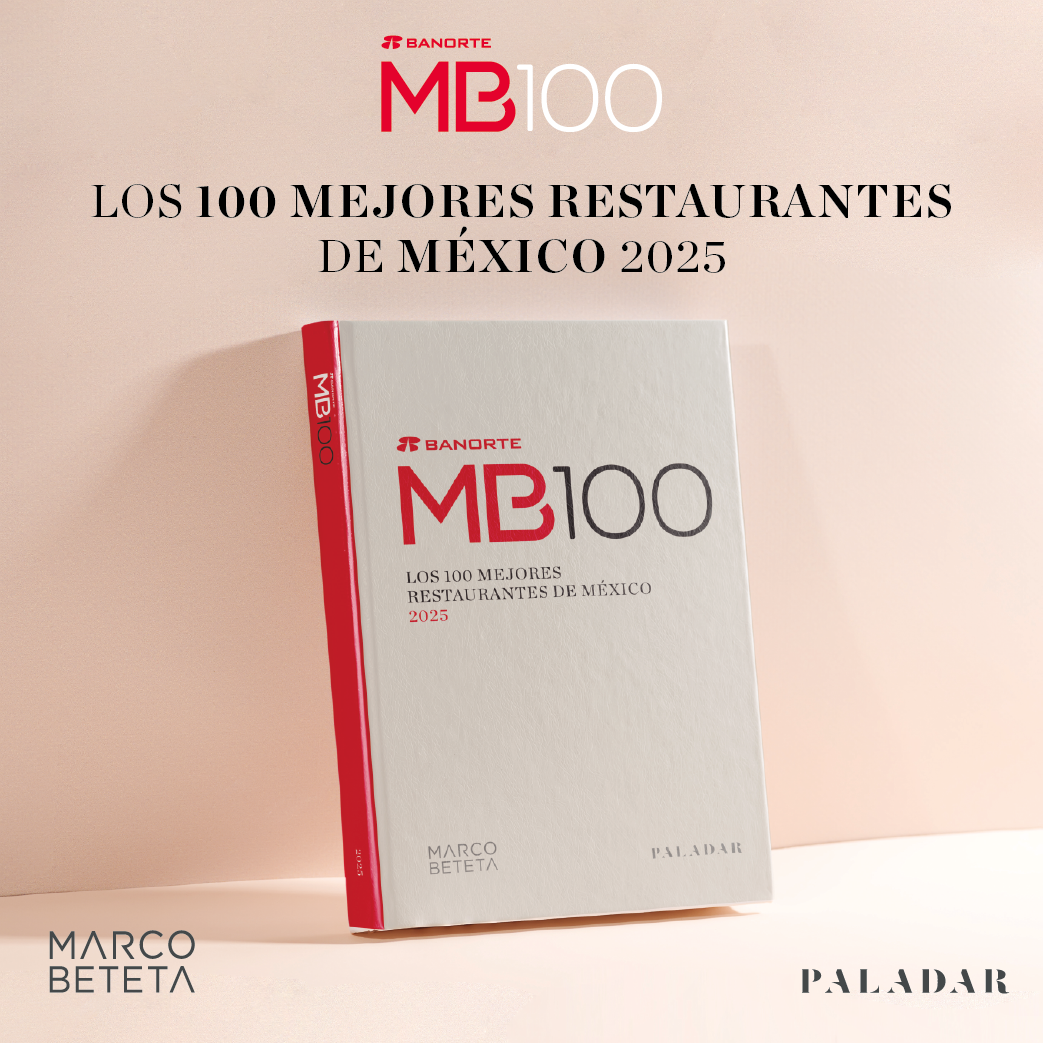 BANORTE
MB100
LOS 100 MEJORES RESTAURANTES
DE MÉXICO 2025
MB100
BANORTE
MB100
LOS 100 MEJORES
RESTAURANTES DE MÉXICO
2025
2025
MARCO
BETETA
PALADAR
MARCO
BETETA
PALADAR